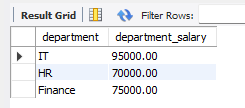 Result Grid Filter Rows:
department department_salary
IT 95000.00
HR 70000.00
Finance 75000.00